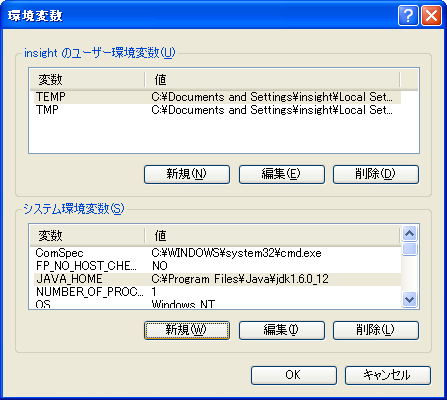 環境変数
insight のユーザー環境変数(U)
変数 値
TEMP C:¥Documents and Settings¥insight¥Local Set...
TMP C:¥Documents and Settings¥insight¥Local Set...
新規(N) 編集(E) 削除(D)
システム環境変数(S)
変数 値
ComSpec C:¥WINDOWS¥system32¥cmd.exe
FP_NO_HOST_CHE... NO
JAVA_HOME C:¥Program Files¥Java¥jdk1.6.0_12
NUMBER_OF_PROC... 1
OS Windows_NT
新規(W) 編集(I) 削除(L)
OK キャンセル